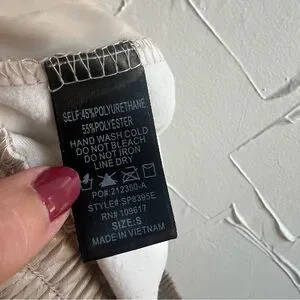 SELF:45%POLYURETHANE
55%POLYESTER
HAND WASH COLD
DO NOT BLEACH
DO NOT IRON
LINE DRY
PO#:212350-A
STYLE#:SP8395E
RN# 109617
SIZE:S
MADE IN VIETNAM